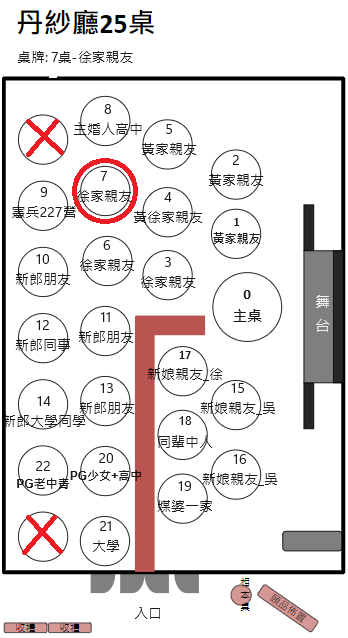 丹紗廳25桌
桌牌: 7桌-徐家親友
8
主婚人高中
5
黃家親友
2
黃家親友
7
徐家親友
9
憲兵227營
4
黃徐家親友
1
黃家親友
6
徐家親友
10
新郎朋友
3
徐家親友
0
主桌
舞台
11
新郎朋友
12
新郎同事
17
新娘親友_徐
13
新郎朋友
15
新娘親友_吳
14
新郎大學同學
18
同輩中人
20
PG少女+高中
22
PG老中青
16
新娘親友_吳
19
媒婆一家
21
大學
入口
相本桌
收禮
收禮